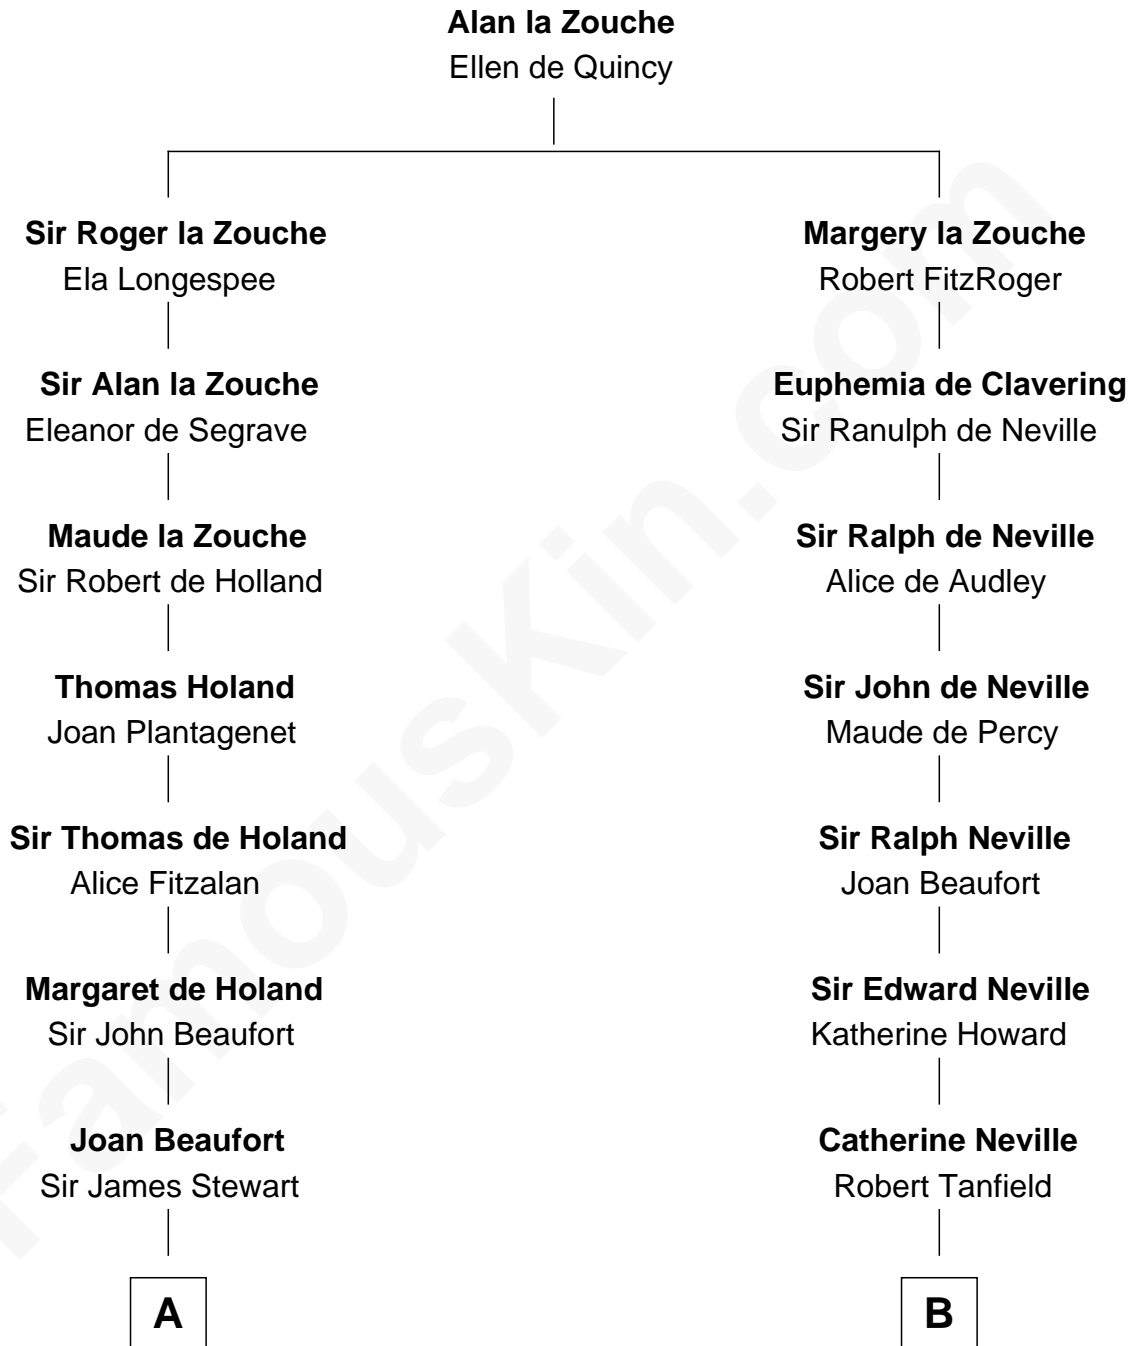 Alan la Zouche
Ellen de Quincy
Sir Roger la Zouche
Ela Longespee
Margery la Zouche
Robert FitzRoger
Sir Alan la Zouche
Eleanor de Segrave
Euphemia de Clavering
Sir Ranulph de Neville
Maude la Zouche
Sir Robert de Holland
Sir Ralph de Neville
Alice de Audley
Thomas Holand
Joan Plantagenet
Sir John de Neville
Maude de Percy
Sir Thomas de Holand
Alice Fitzalan
Sir Ralph Neville
Joan Beaufort
Margaret de Holand
Sir John Beaufort
Sir Edward Neville
Katherine Howard
Joan Beaufort
Sir James Stewart
Catherine Neville
Robert Tanfield
A
B
FamousKin.com